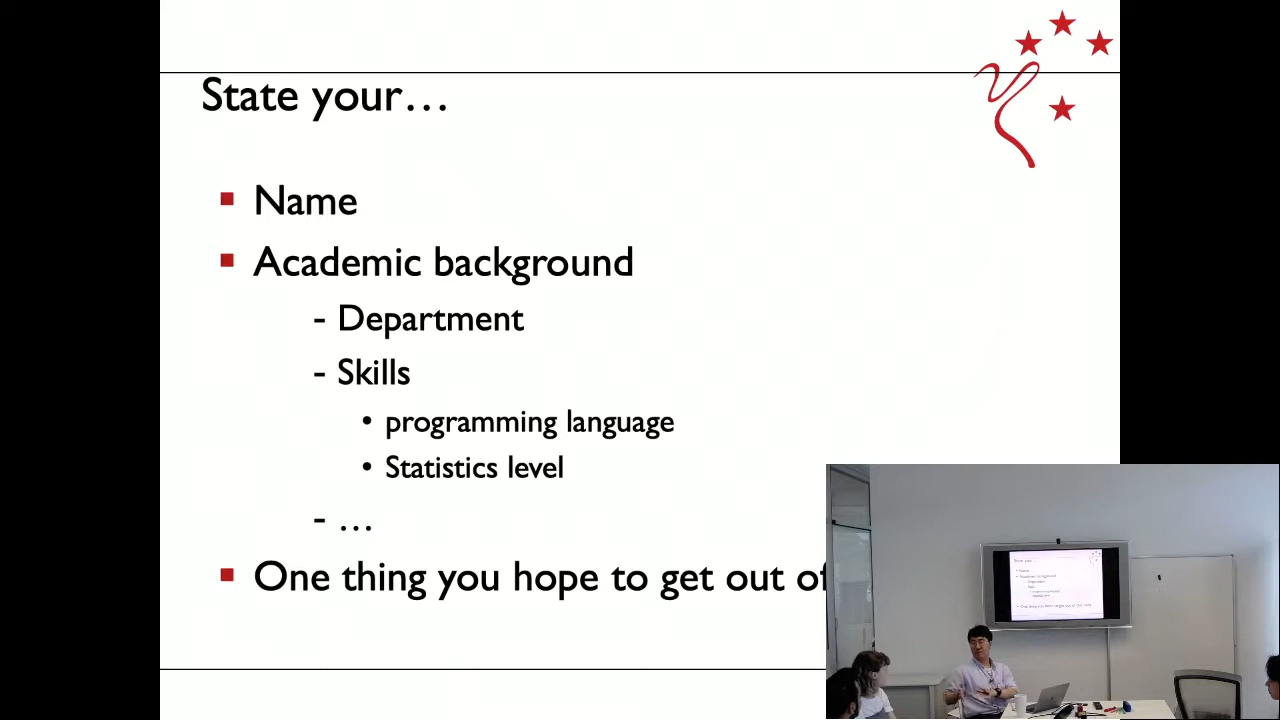 State your…
Name
Academic background
- Department
- Skills
programming language
Statistics level
- …
One thing you hope to get out of